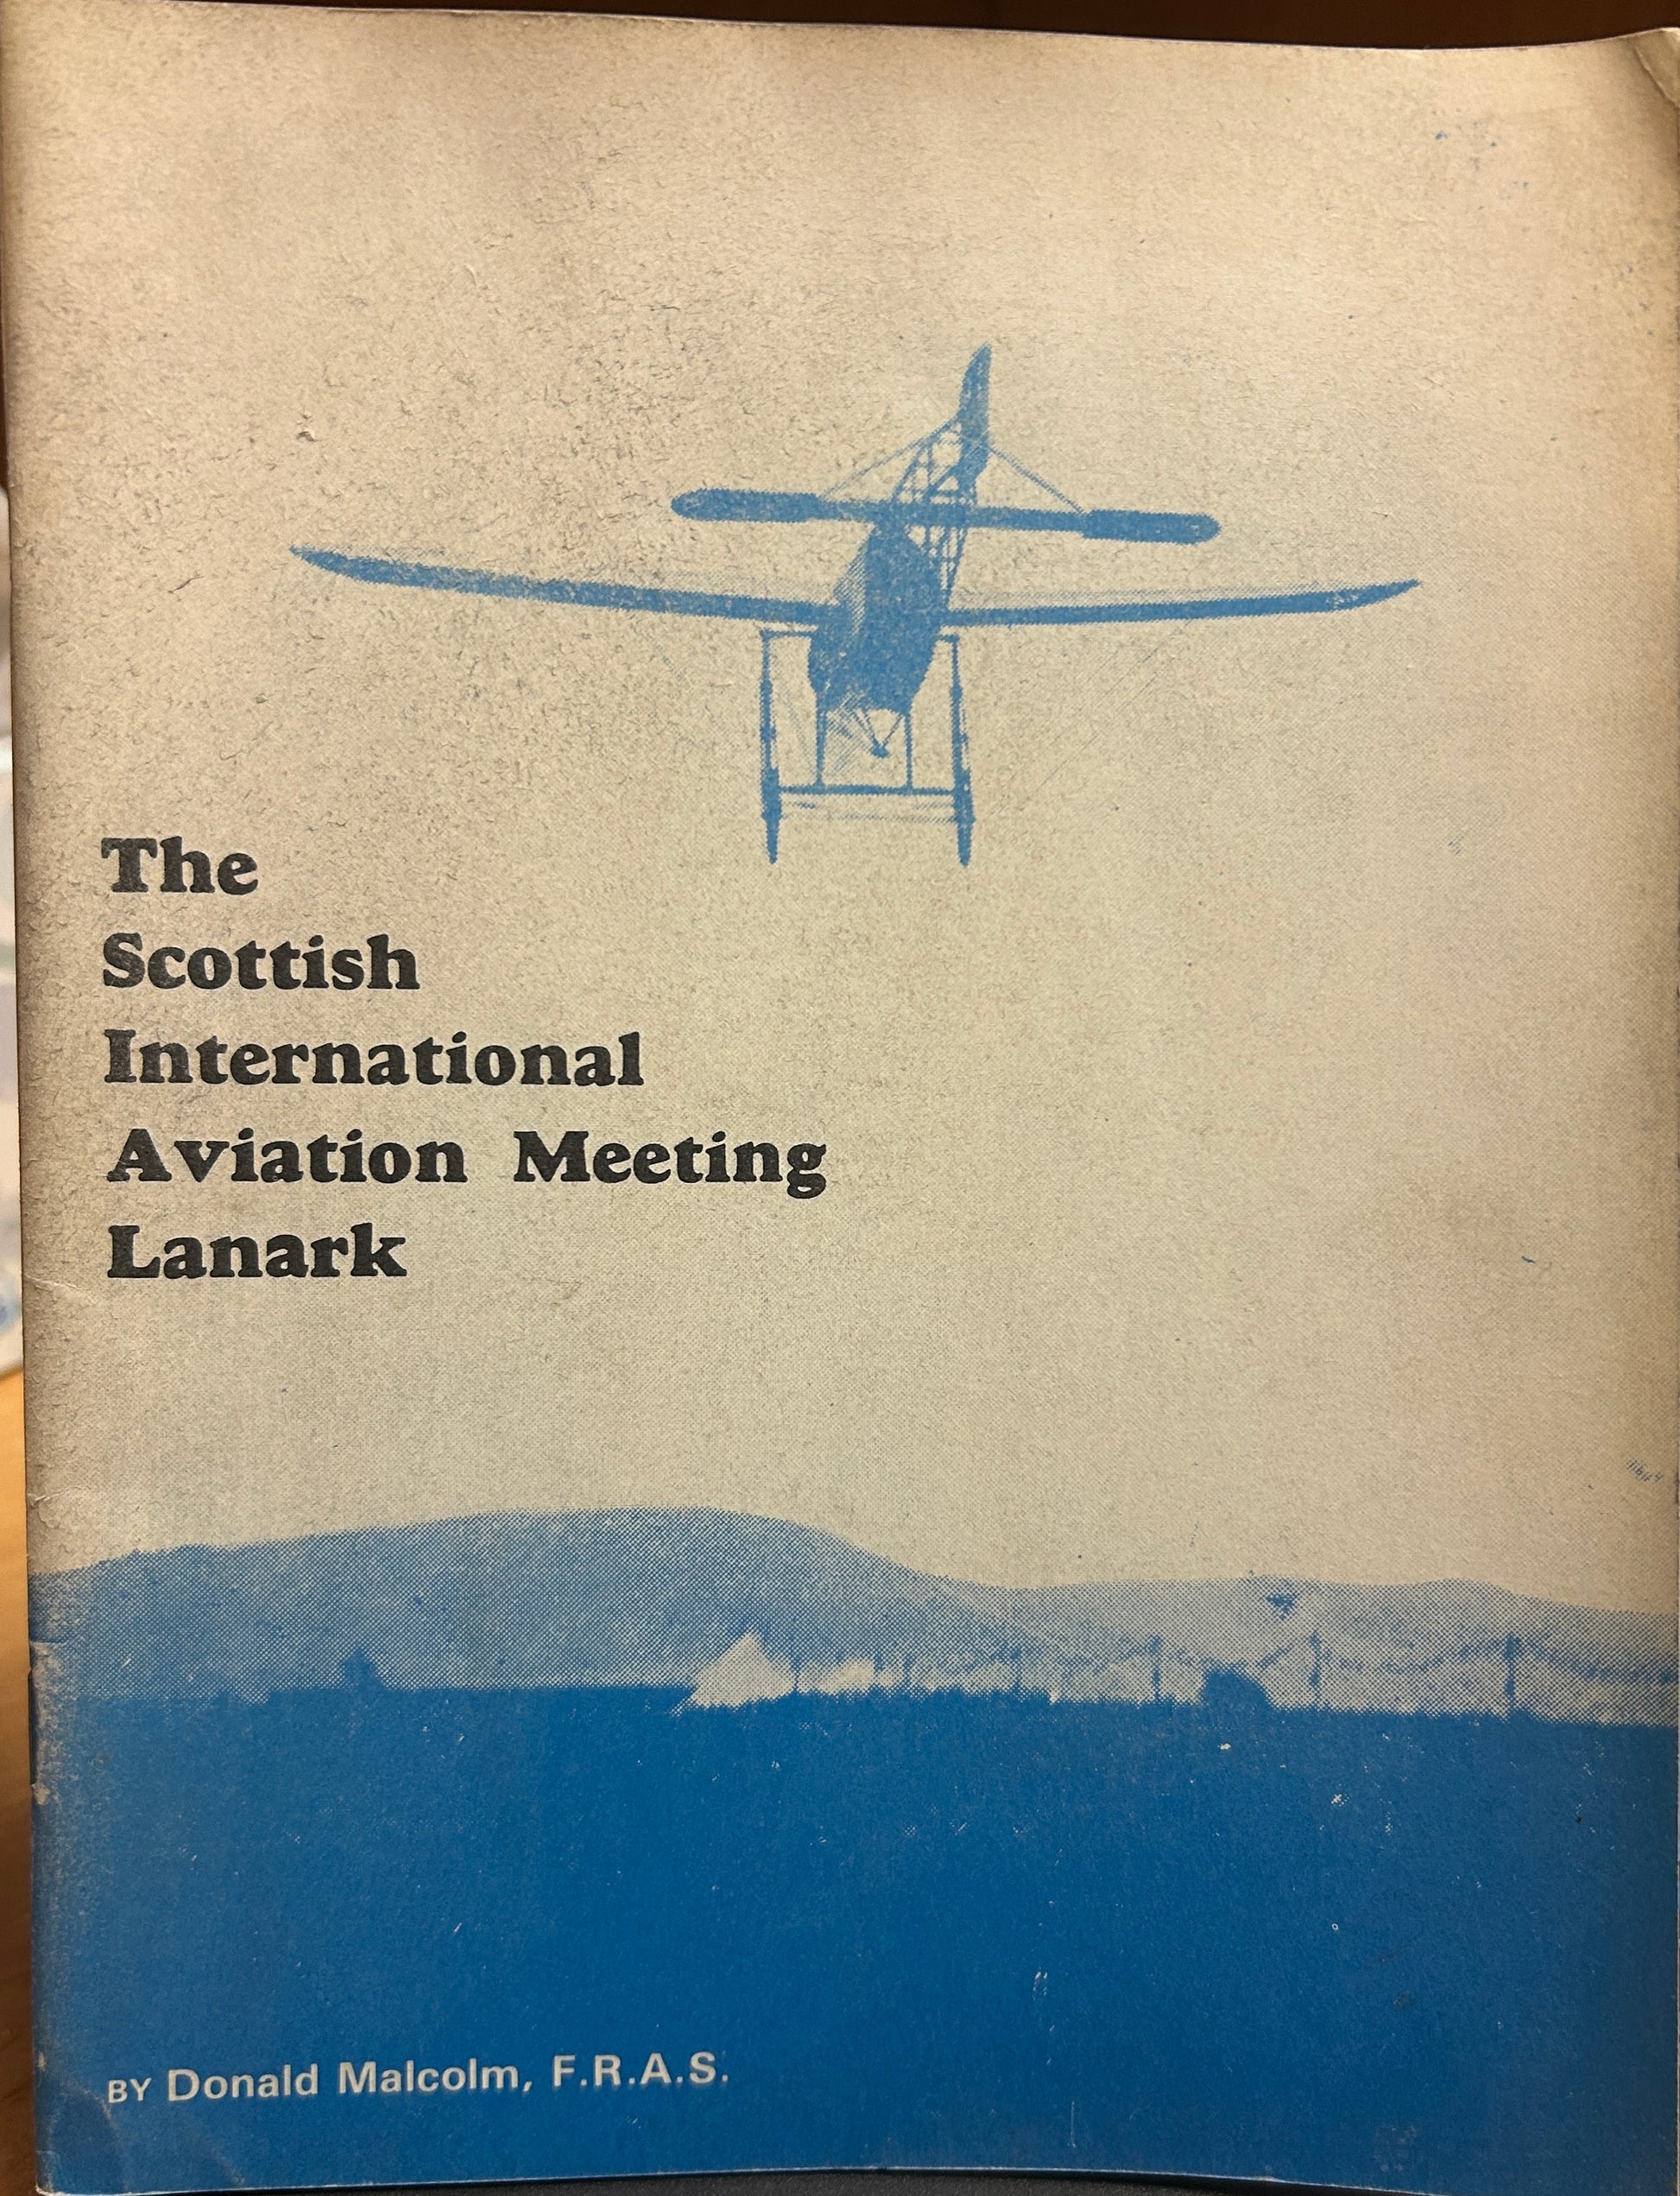 The
Scottish
International
Aviation Meeting
Lanark
BY Donald Malcolm, F.R.A.S.